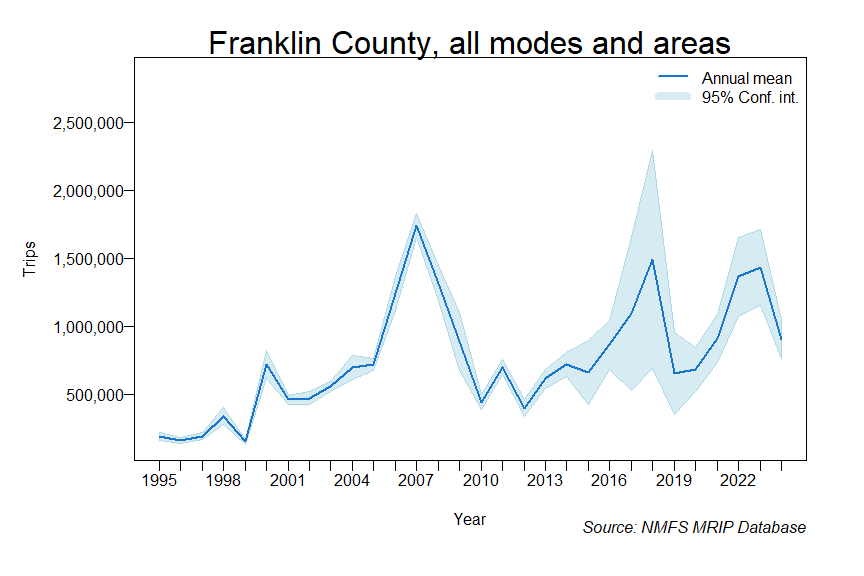 Franklin County, all modes and areas
Annual mean
95% Conf. int.
2,500,000
2,000,000
1,500,000
1,000,000
500,000
Trips
1995 1998 2001 2004 2007 2010 2013 2016 2019 2022
Year
Source: NMFS MRIP Database